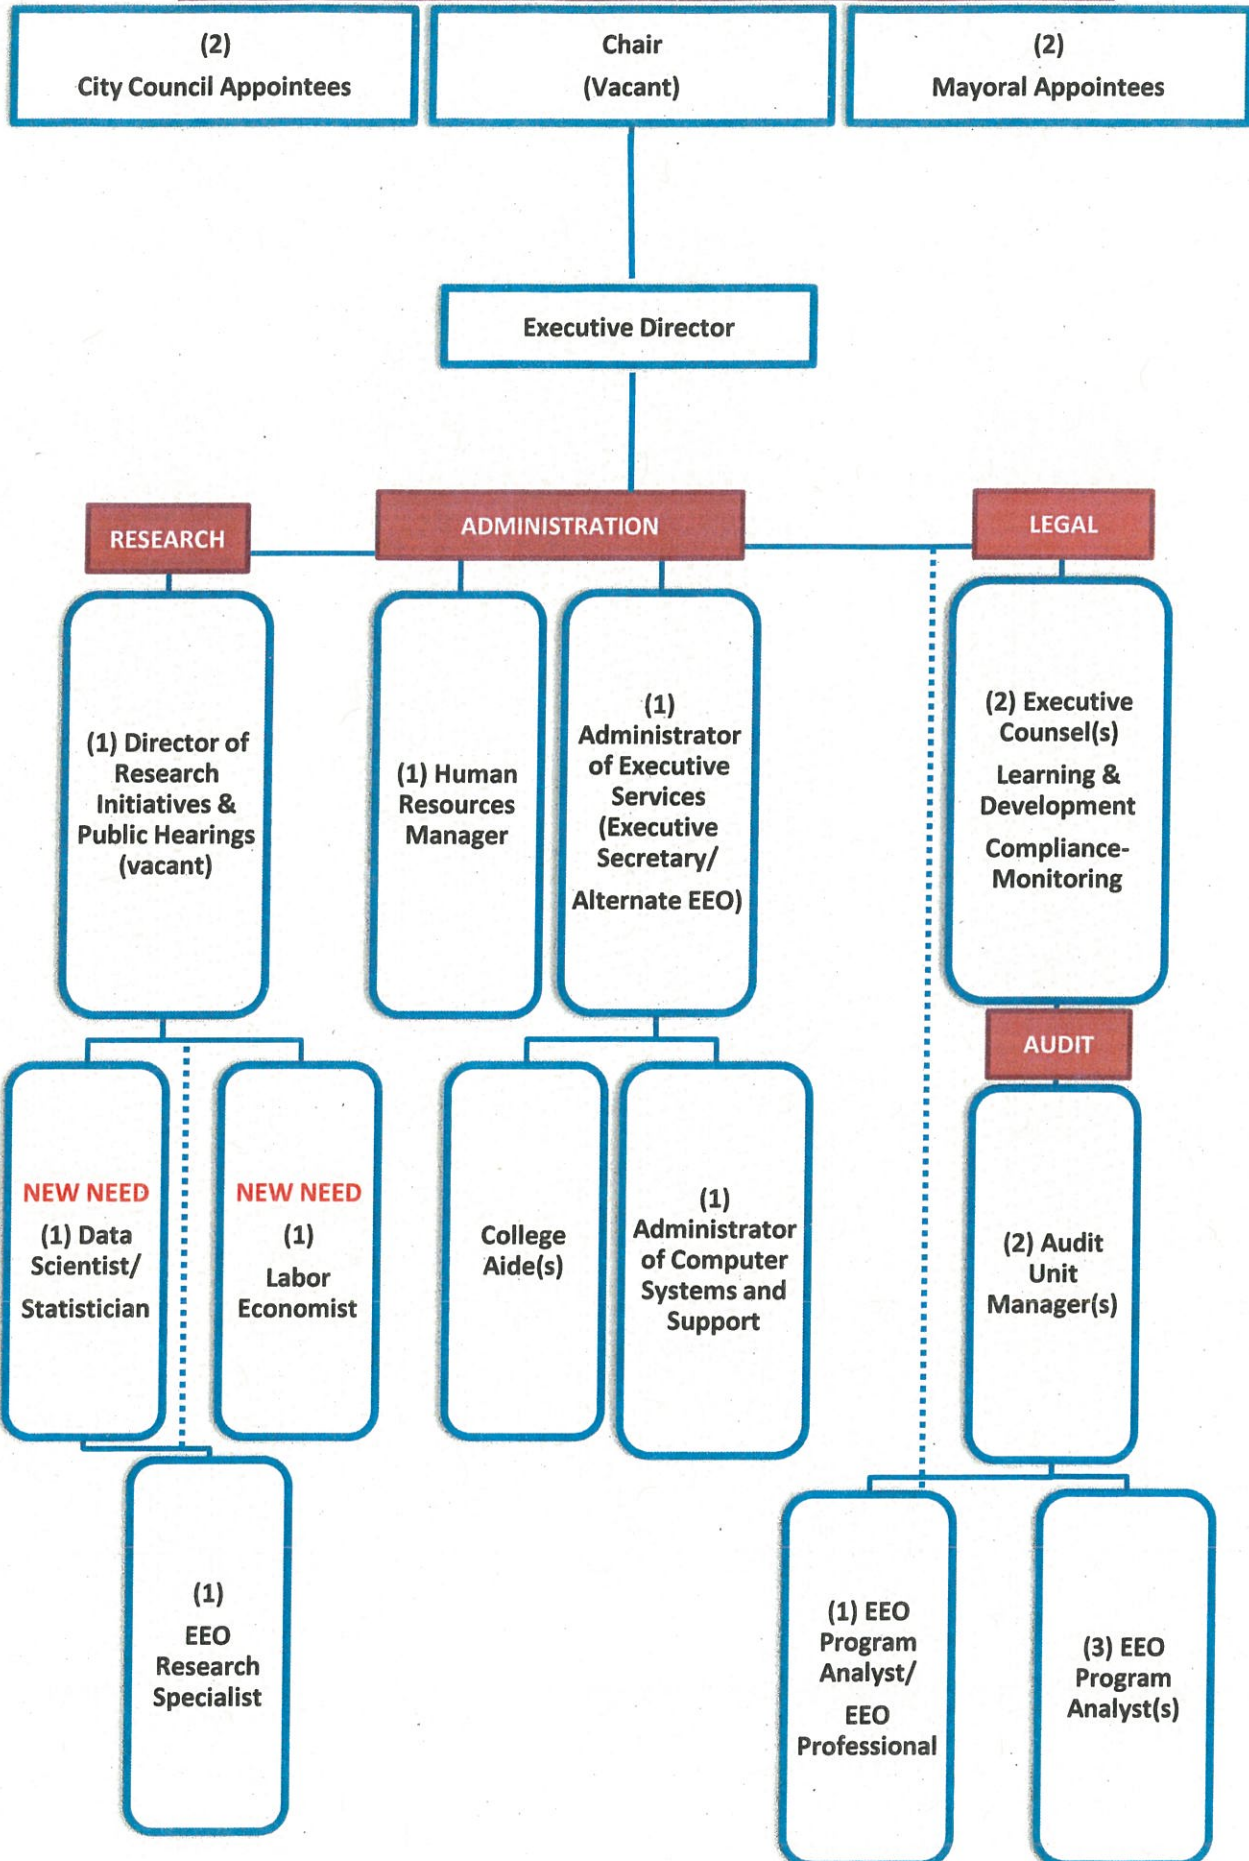 (2)
City Council Appointees
Chair
(Vacant)
(2)
Mayoral Appointees
Executive Director
RESEARCH
ADMINISTRATION
LEGAL
(1) Director of
Research
Initiatives &
Public Hearings
(vacant)
(1) Human
Resources
Manager
(1)
Administrator
of Executive
Services
(Executive
Secretary/
Alternate EEO)
(2) Executive
Counsel(s)
Learning &
Development
Compliance-
Monitoring
AUDIT
NEW NEED
(1) Data
Scientist/
Statistician
NEW NEED
(1)
Labor
Economist
College
Aide(s)
(1)
Administrator
of Computer
Systems and
Support
(2) Audit
Unit
Manager(s)
(1)
EEO
Research
Specialist
(1) EEO
Program
Analyst/
EEO
Professional
(3) EEO
Program
Analyst(s)